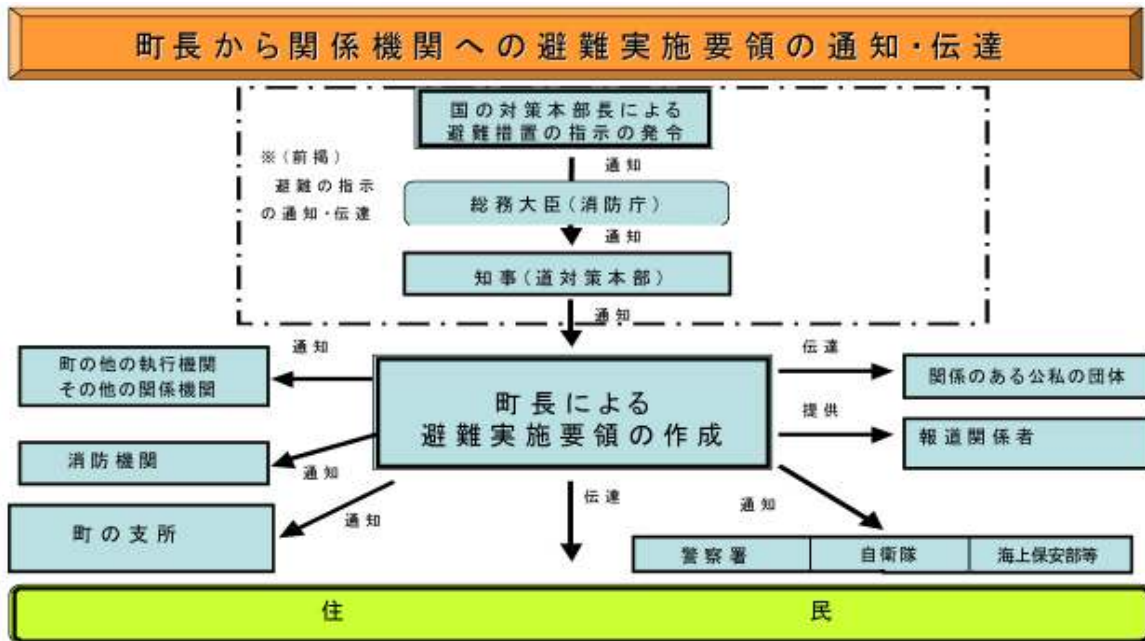 町長から関係機関への避難実施要領の通知・伝達
国の対策本部長による
避難措置の指示の発令
※(前掲)
避難の指示
の通知・伝達
通知
総務大臣(消防庁)
通知
知事(道対策本部)
通知
通知
町の他の執行機関
その他の関係機関
伝達
関係のある公私の団体
町長による
避難実施要領の作成
提供
報道関係者
消防機関
通知
町の支所
通知
伝達
通知
警察署
自衛隊
海上保安部等
住民